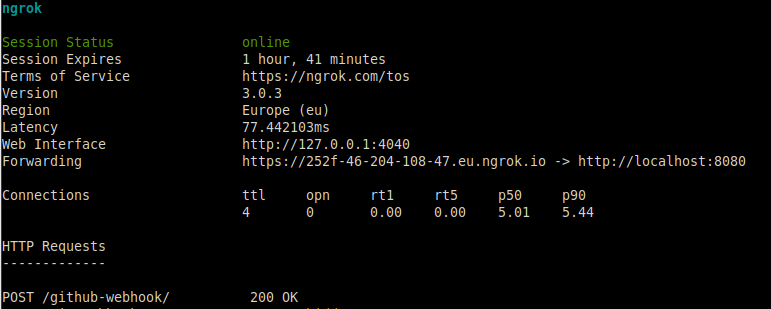 ngrok
Session Status online
Session Expires 1 hour, 41 minutes
Terms of Service https://ngrok.com/tos
Version 3.0.3
Region Europe (eu)
Latency 77.442103ms
Web Interface http://127.0.0.1:4040
Forwarding https://252f-46-204-108-47.eu.ngrok.io -> http://localhost:8080
Connections ttl opn rt1 rt5 p50 p90
4 0 0.00 0.00 5.01 5.44
HTTP Requests
-------------
POST /github-webhook/ 200 OK